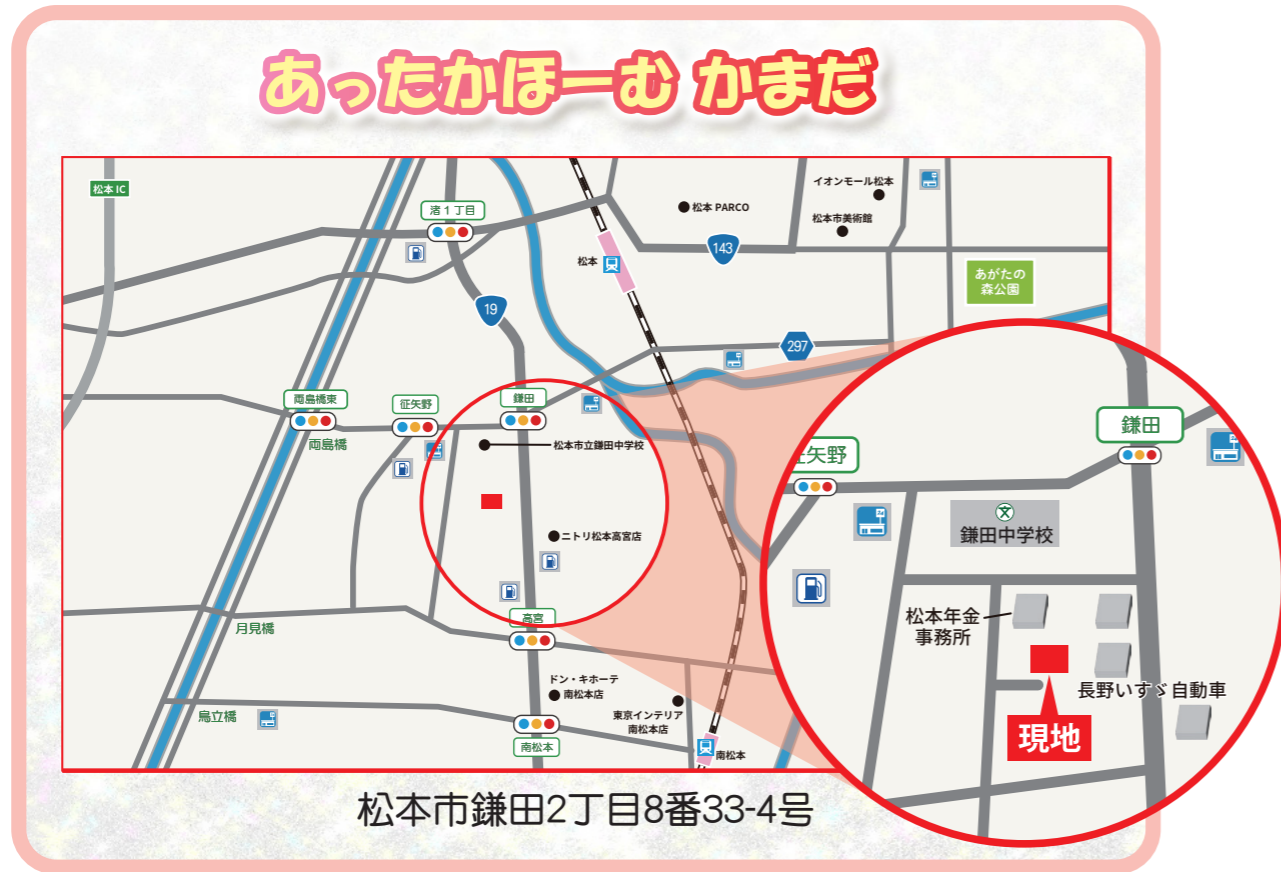 あったかほーむ かまだ
松本 IC
渚１丁目
松本 PARCO
イオンモール松本
松本市美術館
143
松本
あがたの
森公園
19
297
両島橋東
征矢野
鎌田
両島橋
松本市立鎌田中学校
ニトリ松本高宮店
高宮
月見橋
ドン・キホーテ
南松本店
東京インテリア
南松本店
鳥立橋
南松本
南松本
鎌田
征矢野
文
鎌田中学校
松本年金
事務所
長野いすゞ自動車
現地
松本市鎌田2丁目8番33-4号